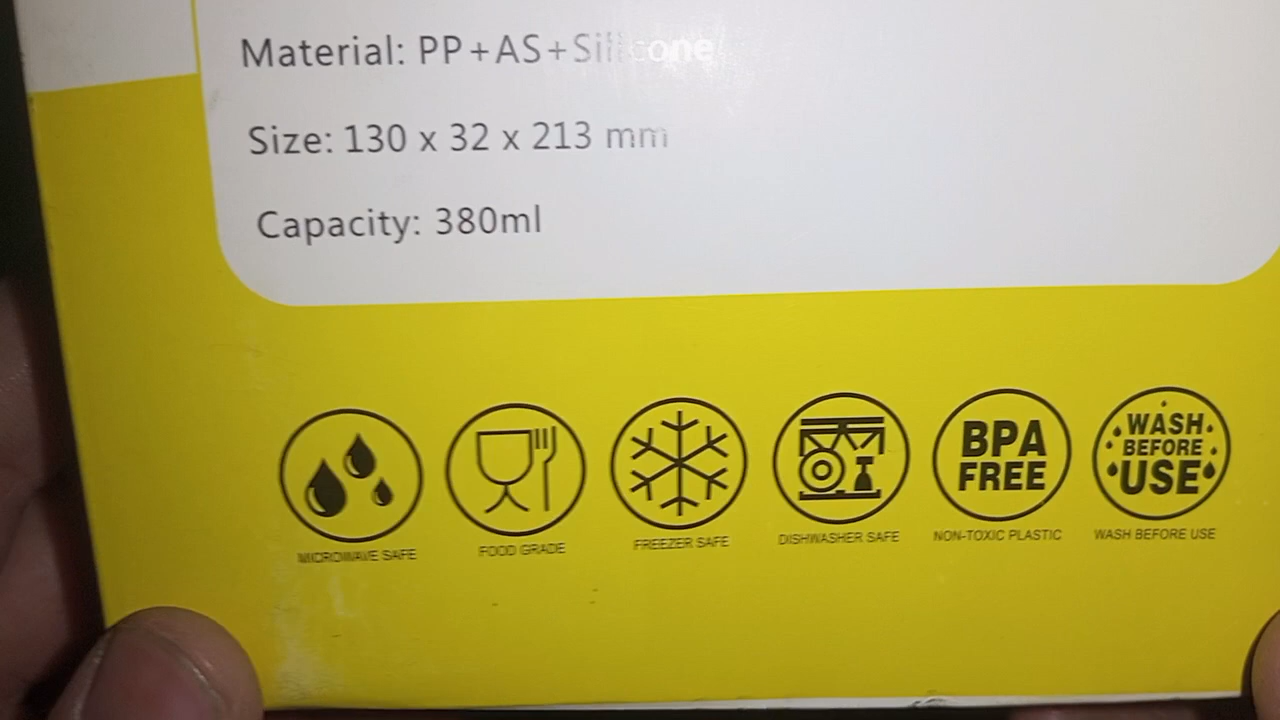 Material: PP+AS+Silicone
Size: 130 x 32 x 213 mm
Capacity: 380ml
BPA
FREE
WASH
BEFORE
USE
MICROWAVE SAFE
FOOD GRADE
FREEZER SAFE
DISHWASHER SAFE
NON-TOXIC PLASTIC
WASH BEFORE USE